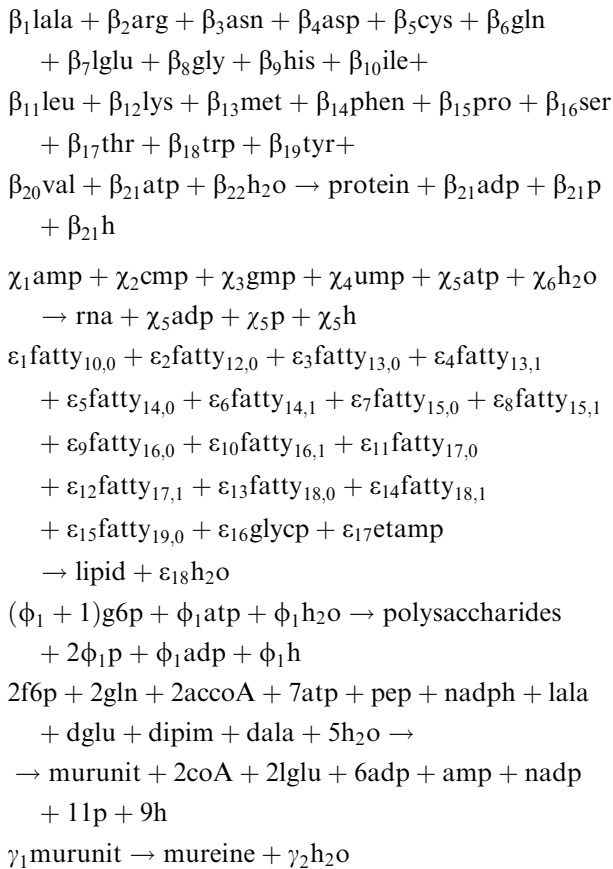 β₁lala + β₂arg + β₃asn + β₄asp + β₅cys + β₆gln
+ β₇lglu + β₈gly + β₉his + β₁₀ile+
β₁₁leu + β₁₂lys + β₁₃met + β₁₄phen + β₁₅pro + β₁₆ser
+ β₁₇thr + β₁₈trp + β₁₉tyr+
β₂₀val + β₂₁atp + β₂₂h₂o → protein + β₂₁adp + β₂₁p
+ β₂₁h
χ₁amp + χ₂cmp + χ₃gmp + χ₄ump + χ₅atp + χ₆h₂o
→ rna + χ₅adp + χ₅p + χ₅h
ε₁fatty₁₀,₀ + ε₂fatty₁₂,₀ + ε₃fatty₁₃,₀ + ε₄fatty₁₃,₁
+ ε₅fatty₁₄,₀ + ε₆fatty₁₄,₁ + ε₇fatty₁₅,₀ + ε₈fatty₁₅,₁
+ ε₉fatty₁₆,₀ + ε₁₀fatty₁₆,₁ + ε₁₁fatty₁₇,₀
+ ε₁₂fatty₁₇,₁ + ε₁₃fatty₁₈,₀ + ε₁₄fatty₁₈,₁
+ ε₁₅fatty₁₉,₀ + ε₁₆glycp + ε₁₇etamp
→ lipid + ε₁₈h₂o
(ϕ₁ + 1)g6p + ϕ₁atp + ϕ₁h₂o → polysaccharides
+ 2ϕ₁p + ϕ₁adp + ϕ₁h
2f6p + 2gln + 2accoA + 7atp + pep + nadph + lala
+ dglu + dipim + dala + 5h₂o →
→ murunit + 2coA + 2lglu + 6adp + amp + nadp
+ 11p + 9h
γ₁murunit → mureine + γ₂h₂o